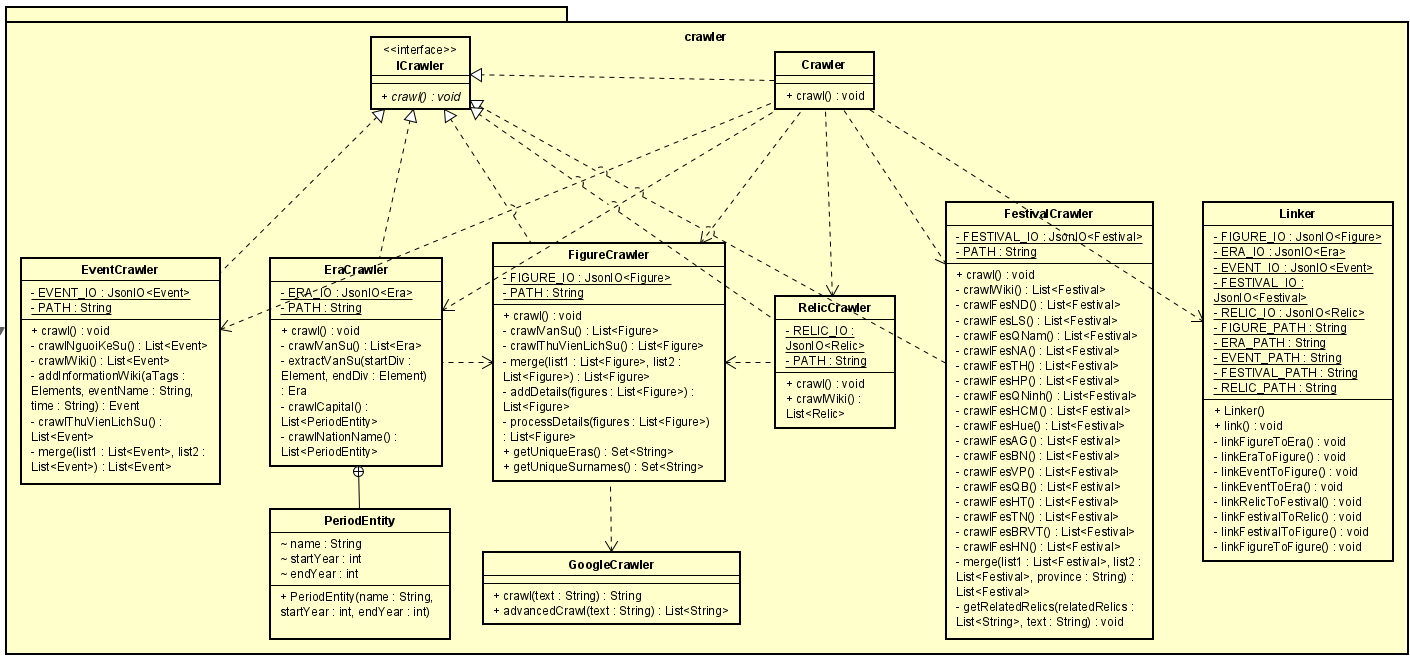 crawler
<<interface>>
ICrawler
+ crawl() : void
Crawler
+ crawl() : void
EventCrawler
- EVENT_IO : JsonIO<Event>
- PATH : String
+ crawl() : void
- crawlNguoiKeSu() : List<Event>
- crawlWiki() : List<Event>
- addInformationWiki(aTags :
Elements, eventName : String,
time : String) : Event
- crawlThuVienLichSu() :
List<Event>
- merge(list1 : List<Event>, list2 :
List<Event>) : List<Event>
EraCrawler
- ERA_IO : JsonIO<Era>
- PATH : String
+ crawl() : void
- crawlVanSu() : List<Era>
- extractVanSu(startDiv :
Element, endDiv : Element)
: Era
- crawlCapital() :
List<PeriodEntity>
- crawlNationName() :
List<PeriodEntity>
PeriodEntity
~ name : String
~ startYear : int
~ endYear : int
+ PeriodEntity(name : String,
startYear : int, endYear : int)
FigureCrawler
- FIGURE_IO : JsonIO<Figure>
- PATH : String
+ crawl() : void
- crawlVanSu() : List<Figure>
- crawlThuVienLichSu() : List<Figure>
- merge(list1 : List<Figure>, list2 :
List<Figure>) : List<Figure>
- addDetails(figures : List<Figure>) :
List<Figure>
- processDetails(figures : List<Figure>)
: List<Figure>
+ getUniqueEras() : Set<String>
+ getUniqueSurnames() : Set<String>
GoogleCrawler
+ crawl(text : String) : String
+ advancedCrawl(text : String) : List<String>
RelicCrawler
- RELIC_IO :
JsonIO<Relic>
- PATH : String
+ crawl() : void
+ crawlWiki() :
List<Relic>
FestivalCrawler
- FESTIVAL_IO : JsonIO<Festival>
- PATH : String
+ crawl() : void
- crawlWiki() : List<Festival>
- crawlFesND() : List<Festival>
- crawlFesLS() : List<Festival>
- crawlFesQNam() : List<Festival>
- crawlFesNA() : List<Festival>
- crawlFesTH() : List<Festival>
- crawlFesHP() : List<Festival>
- crawlFesQNinh() : List<Festival>
- crawlFesHCM() : List<Festival>
- crawlFesHue() : List<Festival>
- crawlFesAG() : List<Festival>
- crawlFesBN() : List<Festival>
- crawlFesVP() : List<Festival>
- crawlFesQB() : List<Festival>
- crawlFesHT() : List<Festival>
- crawlFesTN() : List<Festival>
- crawlFesBRVT() : List<Festival>
- crawlFesHN() : List<Festival>
- merge(list1 : List<Festival>, list2 :
List<Festival>, province : String) :
List<Festival>
- getRelatedRelics(relatedRelics :
List<String>, text : String) : void
Linker
- FIGURE_IO : JsonIO<Figure>
- ERA_IO : JsonIO<Era>
- EVENT_IO : JsonIO<Event>
- FESTIVAL_IO :
JsonIO<Festival>
- RELIC_IO : JsonIO<Relic>
- FIGURE_PATH : String
- ERA_PATH : String
- EVENT_PATH : String
- FESTIVAL_PATH : String
- RELIC_PATH : String
+ Linker()
+ link() : void
- linkFigureToEra() : void
- linkEraToFigure() : void
- linkEventToFigure() : void
- linkEventToEra() : void
- linkRelicToFestival() : void
- linkFestivalToRelic() : void
- linkFestivalToFigure() : void
- linkFigureToFigure() : void